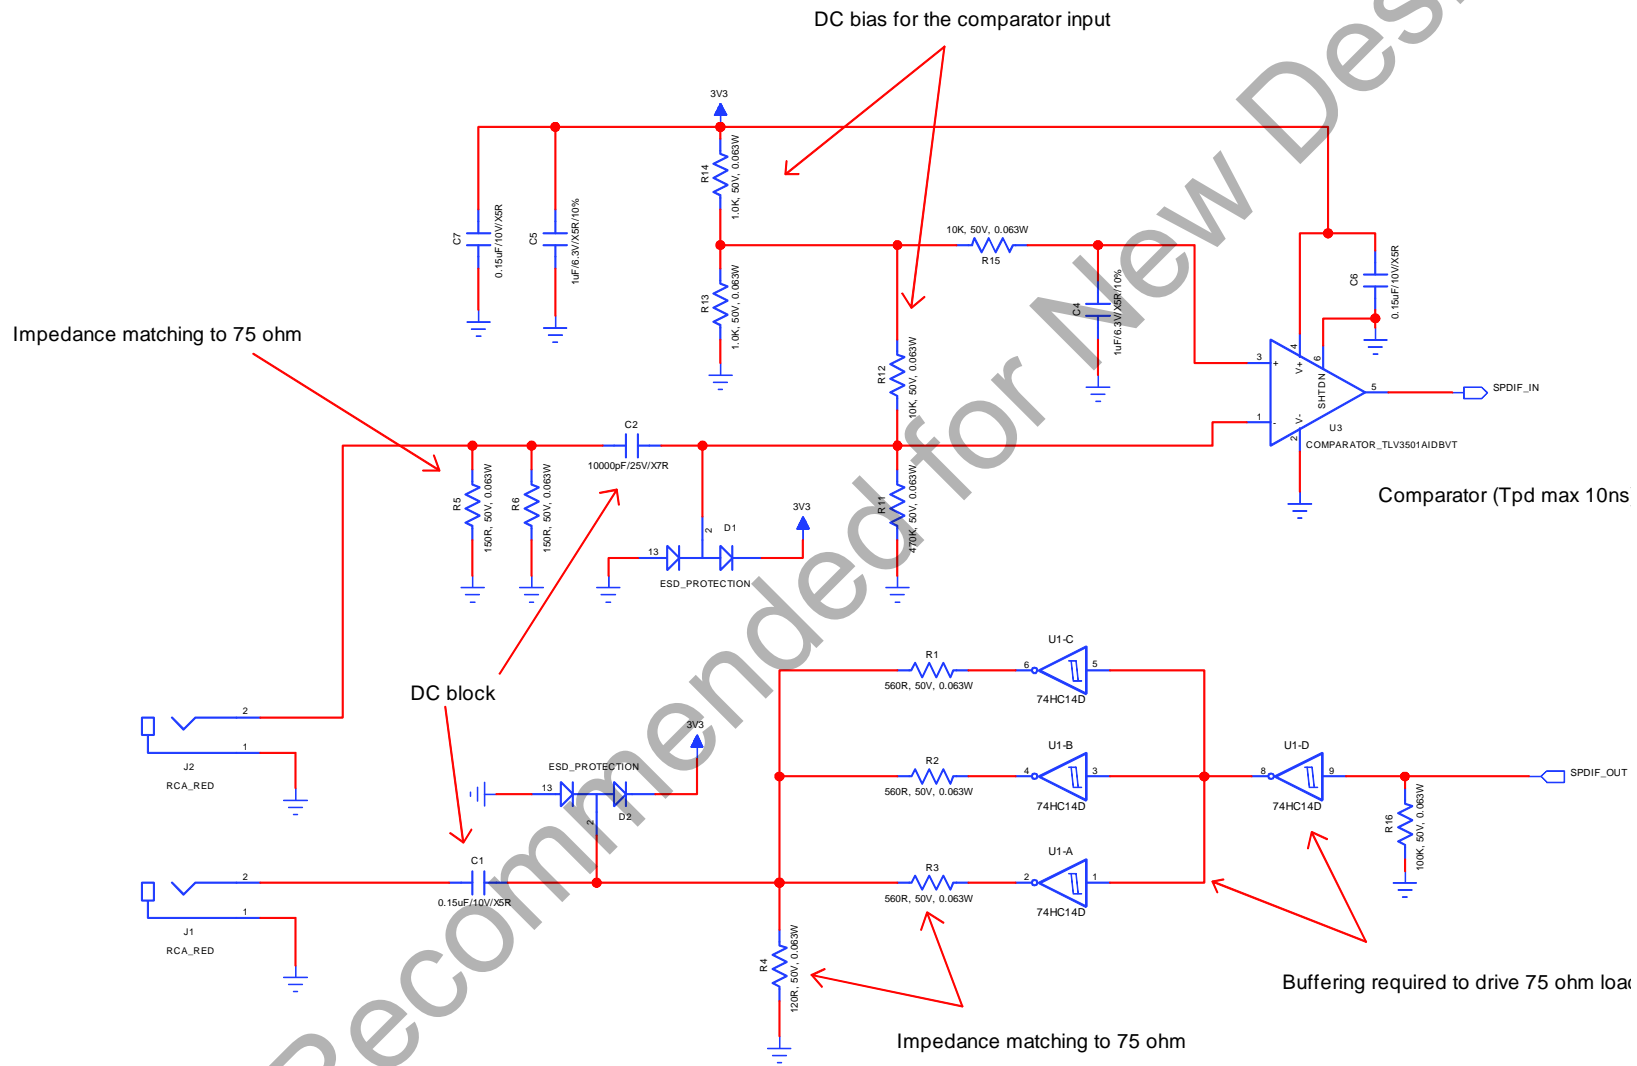 DC bias for the comparator input
3V3
R14
1.0K, 50V, 0.063W
C7
0.15uF/10V/X5R
C5
1uF/6.3V/X5R/10%
R13
1.0K, 50V, 0.063W
10K, 50V, 0.063W
R15
C4
1uF/6.3V/X5R/10%
C6
0.15uF/10V/X5R
Impedance matching to 75 ohm
R12
10K, 50V, 0.063W
3
+
4
V+
6
SHTDN
5
SPDIF_IN
1
-
2
V-
U3
COMPARATOR_TLV3501AIDBVT
C2
10000pF/25V/X7R
R5
150R, 50V, 0.063W
R6
150R, 50V, 0.063W
R11
470K, 50V, 0.063W
Comparator (Tpd max 10ns)
3V3
2
D1
13
ESD_PROTECTION
DC block
U1-C
R1
6
5
560R, 50V, 0.063W
74HC14D
2
1
J2
RCA_RED
3V3
ESD_PROTECTION
13
D2
2
U1-B
R2
4
3
560R, 50V, 0.063W
74HC14D
U1-D
8
9
74HC14D
SPDIF_OUT
R16
100K, 50V, 0.063W
U1-A
C1
0.15uF/10V/X5R
R3
2
1
560R, 50V, 0.063W
74HC14D
2
1
J1
RCA_RED
R4
120R, 50V, 0.063W
Buffering required to drive 75 ohm load
Impedance matching to 75 ohm
Recommended for New Des